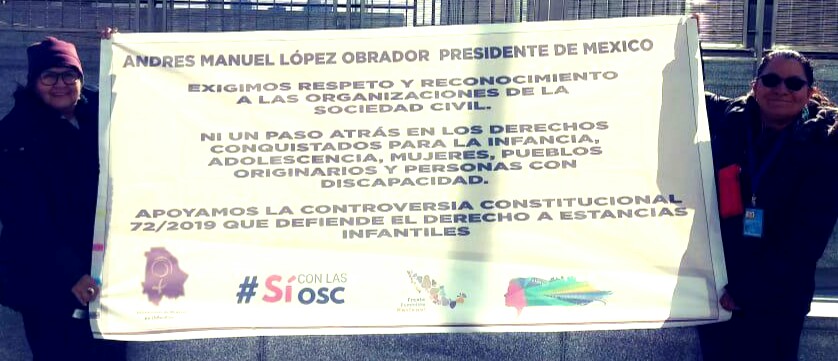 ANDRES MANUEL LÓPEZ OBRADOR PRESIDENTE DE MEXICO
EXIGIMOS RESPETO Y RECONOCIMIENTO
A LAS ORGANIZACIONES DE LA
SOCIEDAD CIVIL.
NI UN PASO ATRÁS EN LOS DERECHOS
CONQUISTADOS PARA LA INFANCIA,
ADOLESCENCIA, MUJERES, PUEBLOS
ORIGINARIOS Y PERSONAS CON
DISCAPACIDAD.
APOYAMOS LA CONTROVERSIA CONSTITUCIONAL
72/2019 QUE DEFIENDE EL DERECHO A ESTANCIAS
INFANTILES
#Sí CON LAS
OSC